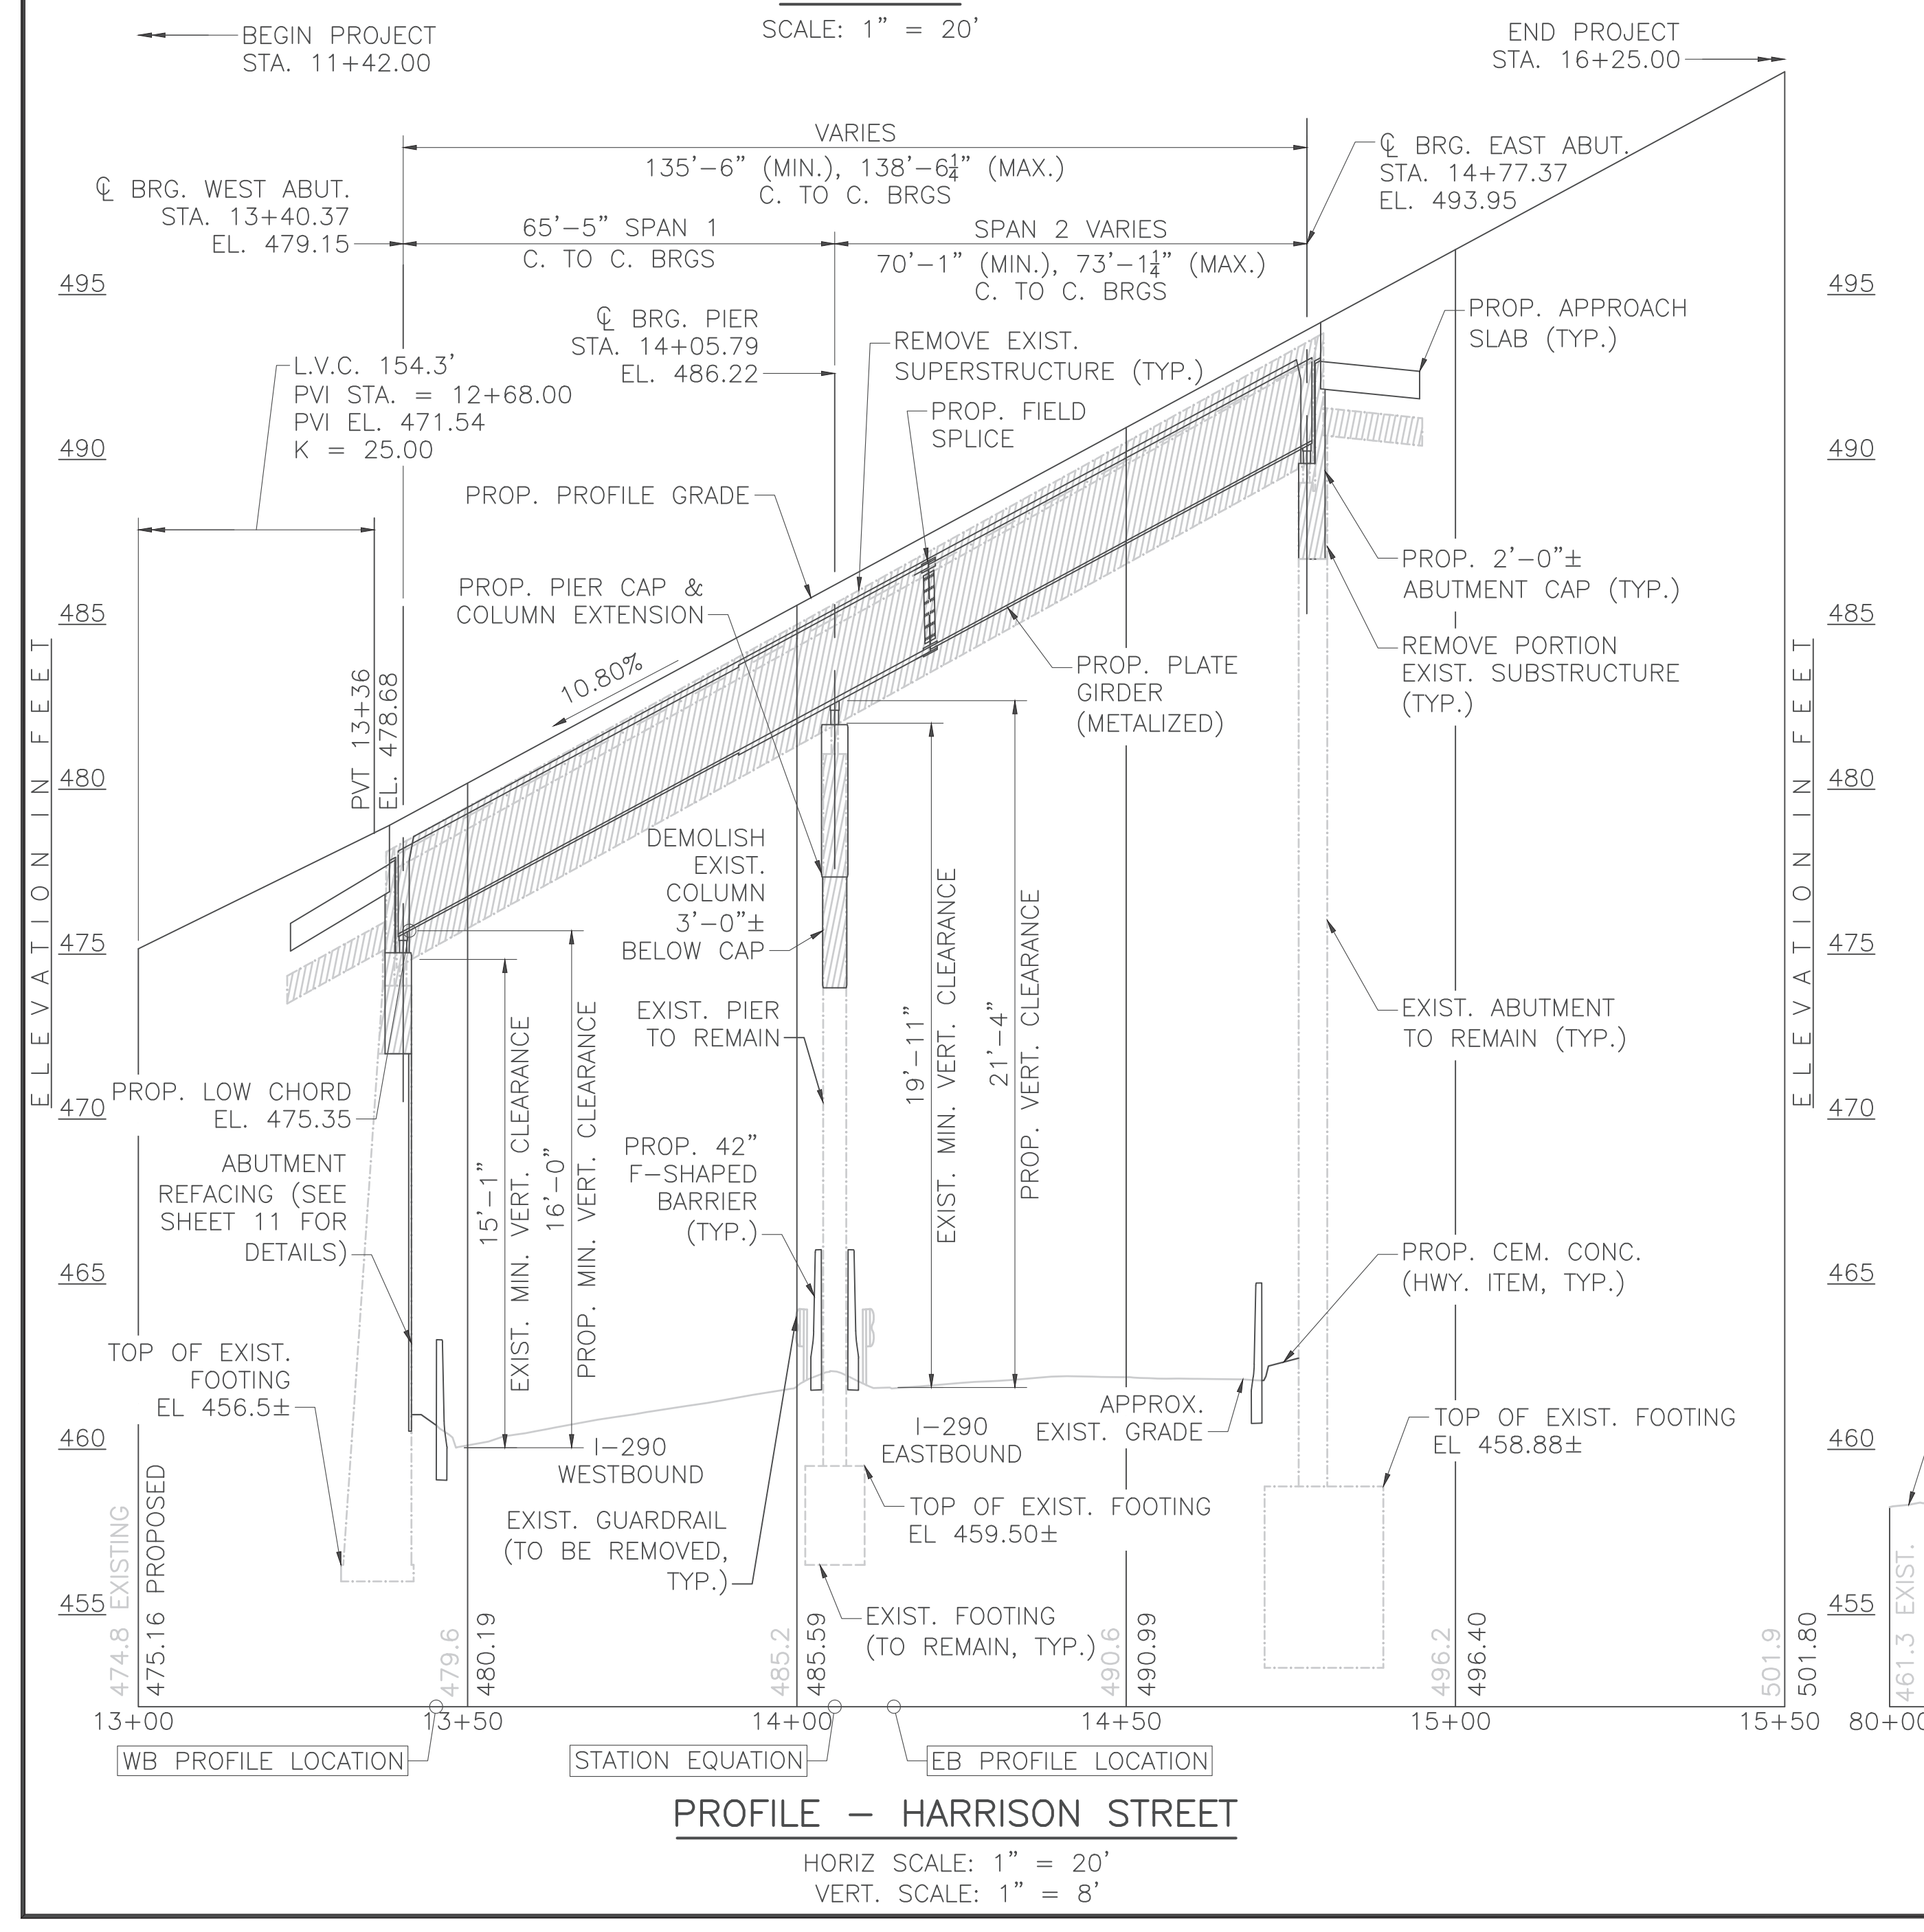 SCALE: 1" = 20'
BEGIN PROJECT
STA. 11+42.00
END PROJECT
STA. 16+25.00
VARIES
135'-6" (MIN.), 138'-6¼" (MAX.)
C. TO C. BRGS
℄ BRG. WEST ABUT.
STA. 13+40.37
EL. 479.15
65'-5" SPAN 1
C. TO C. BRGS
SPAN 2 VARIES
70'-1" (MIN.), 73'-1¼" (MAX.)
C. TO C. BRGS
℄ BRG. EAST ABUT.
STA. 14+77.37
EL. 493.95
℄ BRG. PIER
STA. 14+05.79
EL. 486.22
REMOVE EXIST.
SUPERSTRUCTURE (TYP.)
PROP. APPROACH
SLAB (TYP.)
L.V.C. 154.3'
PVI STA. = 12+68.00
PVI EL. 471.54
K = 25.00
PROP. FIELD
SPLICE
PROP. PROFILE GRADE
PROP. PIER CAP &
COLUMN EXTENSION
PROP. 2'-0"±
ABUTMENT CAP (TYP.)
REMOVE PORTION
EXIST. SUBSTRUCTURE
(TYP.)
PROP. PLATE
GIRDER
(METALIZED)
10.80%
PVT 13+36
EL. 478.68
DEMOLISH
EXIST.
COLUMN
3'-0"±
BELOW CAP
EXIST. PIER
TO REMAIN
EXIST. ABUTMENT
TO REMAIN (TYP.)
PROP. LOW CHORD
EL. 475.35
ABUTMENT
REFACING (SEE
SHEET 11 FOR
DETAILS)
15'-1"
EXIST. MIN. VERT. CLEARANCE
16'-0"
PROP. MIN. VERT. CLEARANCE
19'-11"
EXIST. MIN. VERT. CLEARANCE
21'-4"
PROP. VERT. CLEARANCE
PROP. 42"
F-SHAPED
BARRIER
(TYP.)
PROP. CEM. CONC.
(HWY. ITEM, TYP.)
TOP OF EXIST.
FOOTING
EL 456.5±
I-290
WESTBOUND
I-290
EASTBOUND
APPROX.
EXIST. GRADE
TOP OF EXIST. FOOTING
EL 458.88±
TOP OF EXIST. FOOTING
EL 459.50±
EXIST. GUARDRAIL
(TO BE REMOVED,
TYP.)
EXIST. FOOTING
(TO REMAIN, TYP.)
ELEVATION IN FEET
495
490
485
480
475
470
465
460
455
ELEVATION IN FEET
495
490
485
480
475
470
465
460
455
474.8 EXISTING
475.16 PROPOSED
479.6
480.19
485.2
485.59
490.6
490.99
496.2
496.40
501.9
501.80
461.3 EXIST.
13+00
13+50
14+00
14+50
15+00
15+50
80+00
WB PROFILE LOCATION
STATION EQUATION
EB PROFILE LOCATION
PROFILE - HARRISON STREET
HORIZ SCALE: 1" = 20'
VERT. SCALE: 1" = 8'